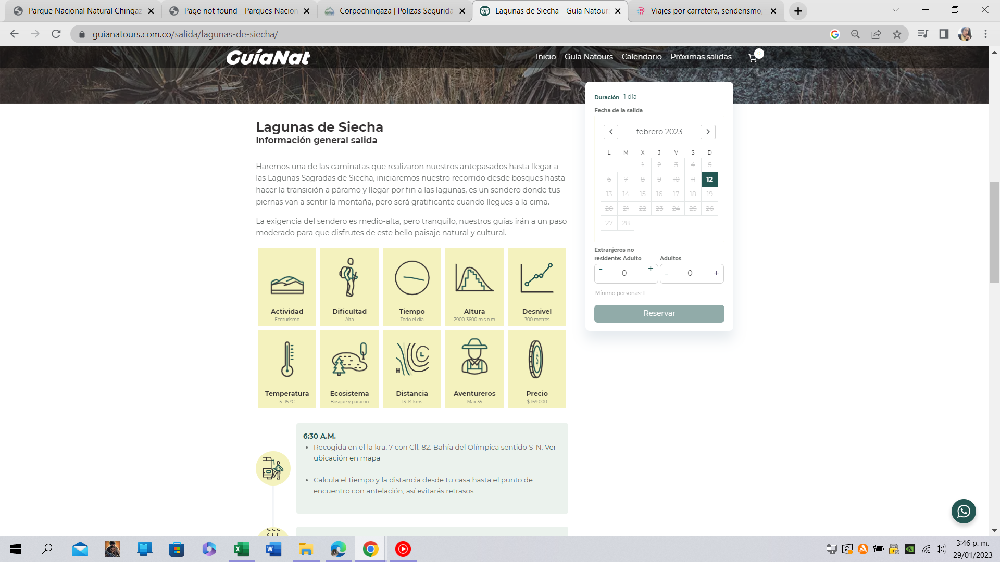 Parque Nacional Natural Chingaz
Page not found - Parques Nacion
Corpochingaza | Polizas Segurida
Lagunas de Siecha - Guía Natour
Viajes por carretera, senderismo,
guianatours.com.co/salida/lagunas-de-siecha/
GuíaNat
Inicio Guía Natours Calendario Próximas salidas 0
Duración 1 día
Fecha de la salida
febrero 2023
L M X J V S D
1 2 3 4 5
6 7 8 9 10 11 12
13 14 15 16 17 18 19
20 21 22 23 24 25 26
27 28
Extranjeros no
residente: Adulto
Adultos
- 0 +
- 0 +
Mínimo personas: 1
Reservar
Lagunas de Siecha
Información general salida
Haremos una de las caminatas que realizaron nuestros antepasados hasta llegar a
las Lagunas Sagradas de Siecha, iniciaremos nuestro recorrido desde bosques hasta
hacer la transición a páramo y llegar por fin a las lagunas, es un sendero donde tus
piernas van a sentir la montaña, pero será gratificante cuando llegues a la cima.
La exigencia del sendero es medio-alta, pero tranquilo, nuestros guías irán a un paso
moderado para que disfrutes de este bello paisaje natural y cultural.
Actividad Dificultad Tiempo Altura Desnivel
Ecoturismo Alta Todo el día 2900-3600 m.s.n.m 700 metros
H L $
Temperatura Ecosistema Distancia Aventureros Precio
5- 15 °C Bosque y páramo 13-14 kms Máx 35 $ 169.000
6:30 A.M.
• Recogida en el la kra. 7 con Cll. 82. Bahía del Olímpica sentido S-N. Ver
ubicación en mapa
• Calcula el tiempo y la distancia desde tu casa hasta el punto de
encuentro con antelación, así evitarás retrasos.
3:46 p. m.
29/01/2023